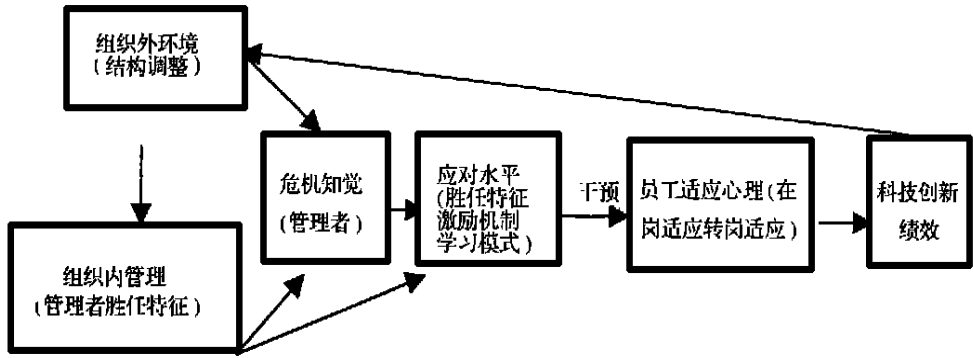 组织外环境
（结构调整）
危机知觉
（管理者）
应对水平
（胜任特征
激励机制
学习模式）
干预
员工适应心理（在
岗适应转岗适应）
科技创新
绩效
组织内管理
（管理者胜任特征）